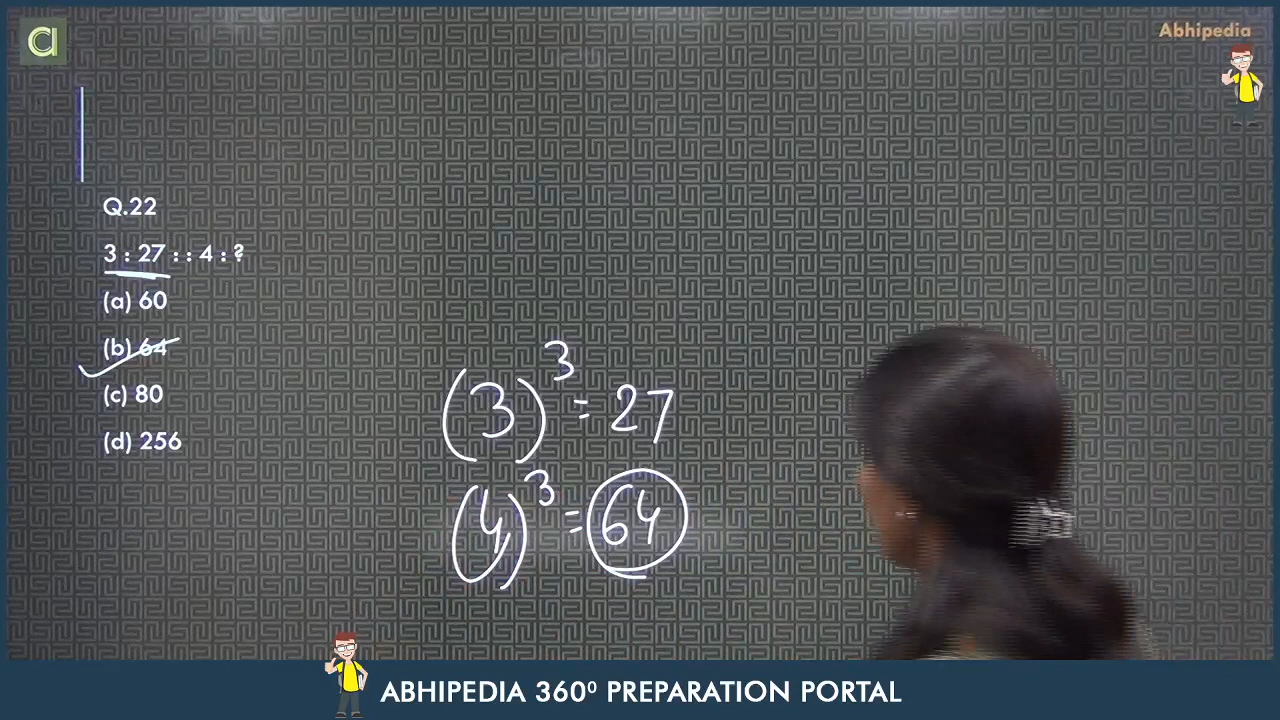 a
Abhipedia
Q.22
3 : 27 : : 4 : ?
(a) 60
(b) 64
(c) 80
(d) 256
(3)³ = 27
(4)³ = 64
ABHIPEDIA 360⁰ PREPARATION PORTAL